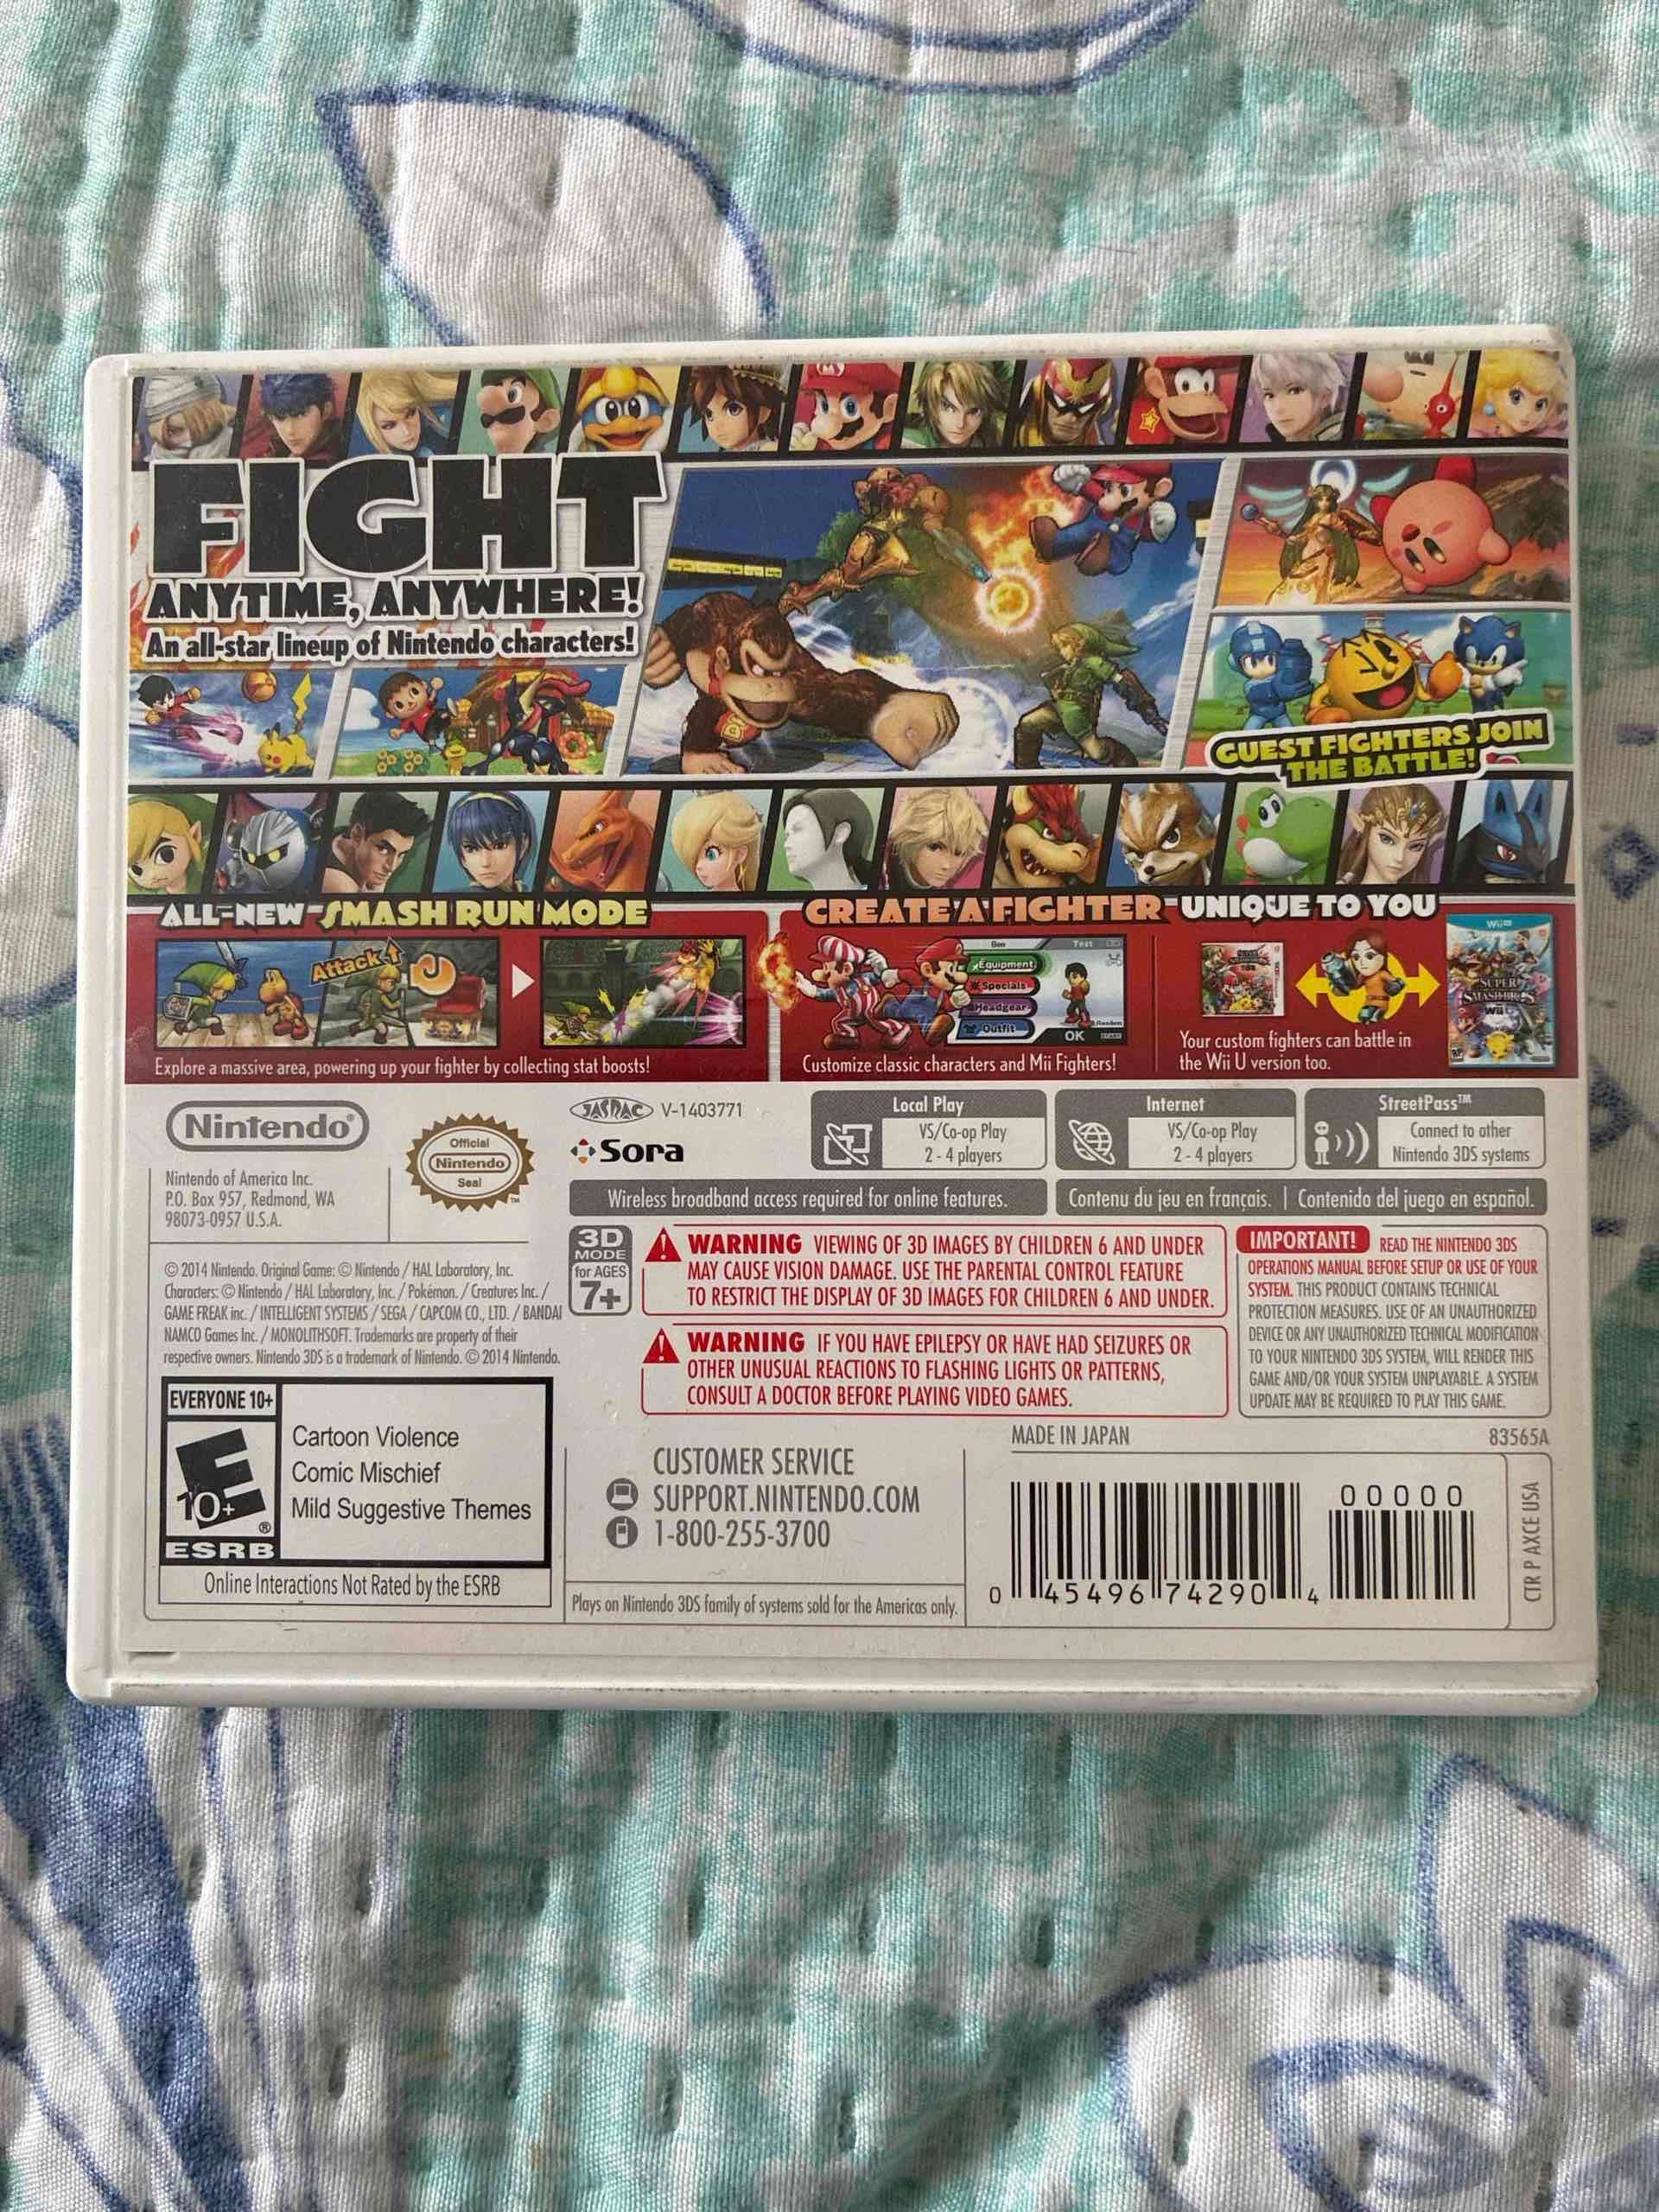 FIGHT
ANYTIME, ANYWHERE!
An all-star lineup of Nintendo characters!
GUEST FIGHTERS JOIN
THE BATTLE!
ALL-NEW SMASH RUN MODE
Attack
Explore a massive area, powering up your fighter by collecting stat boosts!
CREATE A FIGHTER UNIQUE TO YOU
Ben
Test
Equipment
Specials
Headgear
Outfit
OK
Customize classic characters and Mii Fighters!
Your custom fighters can battle in
the Wii U version too.
Wii U
SUPER
SMASH BROS
Wii U
Nintendo®
Nintendo of America Inc.
P.O. Box 957, Redmond, WA
98073-0957 U.S.A.
Official
Nintendo
Seal
TM
JASRAC V-1403771
Sora
Local Play
VS/Co-op Play
2 - 4 players
Internet
VS/Co-op Play
2 - 4 players
StreetPass™
Connect to other
Nintendo 3DS systems
Wireless broadband access required for online features.
Contenu du jeu en français. | Contenido del juego en español.
© 2014 Nintendo. Original Game: © Nintendo / HAL Laboratory, Inc.
Characters: © Nintendo / HAL Laboratory, Inc. / Pokémon. / Creatures Inc. /
GAME FREAK inc. / INTELLIGENT SYSTEMS / SEGA / CAPCOM CO., LTD. / BANDAI
NAMCO Games Inc. / MONOLITHSOFT. Trademarks are property of their
respective owners. Nintendo 3DS is a trademark of Nintendo. © 2014 Nintendo.
3D
MODE
for AGES
7+
WARNING VIEWING OF 3D IMAGES BY CHILDREN 6 AND UNDER
MAY CAUSE VISION DAMAGE. USE THE PARENTAL CONTROL FEATURE
TO RESTRICT THE DISPLAY OF 3D IMAGES FOR CHILDREN 6 AND UNDER.
WARNING IF YOU HAVE EPILEPSY OR HAVE HAD SEIZURES OR
OTHER UNUSUAL REACTIONS TO FLASHING LIGHTS OR PATTERNS,
CONSULT A DOCTOR BEFORE PLAYING VIDEO GAMES.
IMPORTANT! READ THE NINTENDO 3DS
OPERATIONS MANUAL BEFORE SETUP OR USE OF YOUR
SYSTEM. THIS PRODUCT CONTAINS TECHNICAL
PROTECTION MEASURES. USE OF AN UNAUTHORIZED
DEVICE OR ANY UNAUTHORIZED TECHNICAL MODIFICATION
TO YOUR NINTENDO 3DS SYSTEM, WILL RENDER THIS
GAME AND/OR YOUR SYSTEM UNPLAYABLE. A SYSTEM
UPDATE MAY BE REQUIRED TO PLAY THIS GAME.
EVERYONE 10+
E
10+
®
ESRB
Cartoon Violence
Comic Mischief
Mild Suggestive Themes
Online Interactions Not Rated by the ESRB
CUSTOMER SERVICE
SUPPORT.NINTENDO.COM
1-800-255-3700
Plays on Nintendo 3DS family of systems sold for the Americas only.
MADE IN JAPAN
83565A
00000
0 45496 74290 4
CTR P AXCE USA